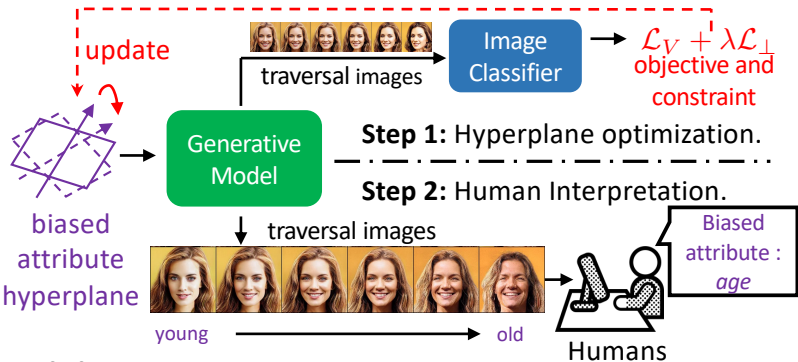 update
traversal images
Image
Classifier
$\mathcal{L}_V + \lambda\mathcal{L}_\perp$
objective and
constraint
Generative
Model
Step 1: Hyperplane optimization.
Step 2: Human Interpretation.
biased
attribute
hyperplane
traversal images
young
old
Biased
attribute :
age
Humans